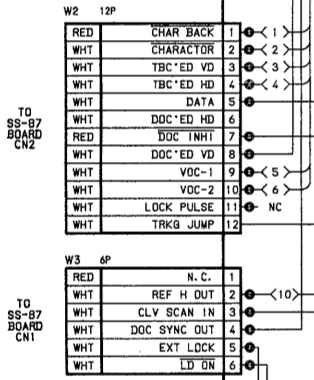 W2 12P
RED CHAR BACK 1 1
WHT CHARACTOR 2 2
WHT TBC'ED VD 3 3
WHT TBC'ED HD 4 4
WHT DATA 5
WHT DOC'ED HD 6
RED DOC INHI 7
WHT DOC'ED VD 8
WHT VOC-1 9 5
WHT VOC-2 10 6
WHT LOCK PULSE 11 NC
WHT TRKG JUMP 12
TO
SS-87
BOARD
CN2
W3 6P
RED N.C. 1
WHT REF H OUT 2 10
WHT CLV SCAN IN 3
WHT DOC SYNC OUT 4
WHT EXT LOCK 5
WHT LD ON 6
TO
SS-87
BOARD
CN1